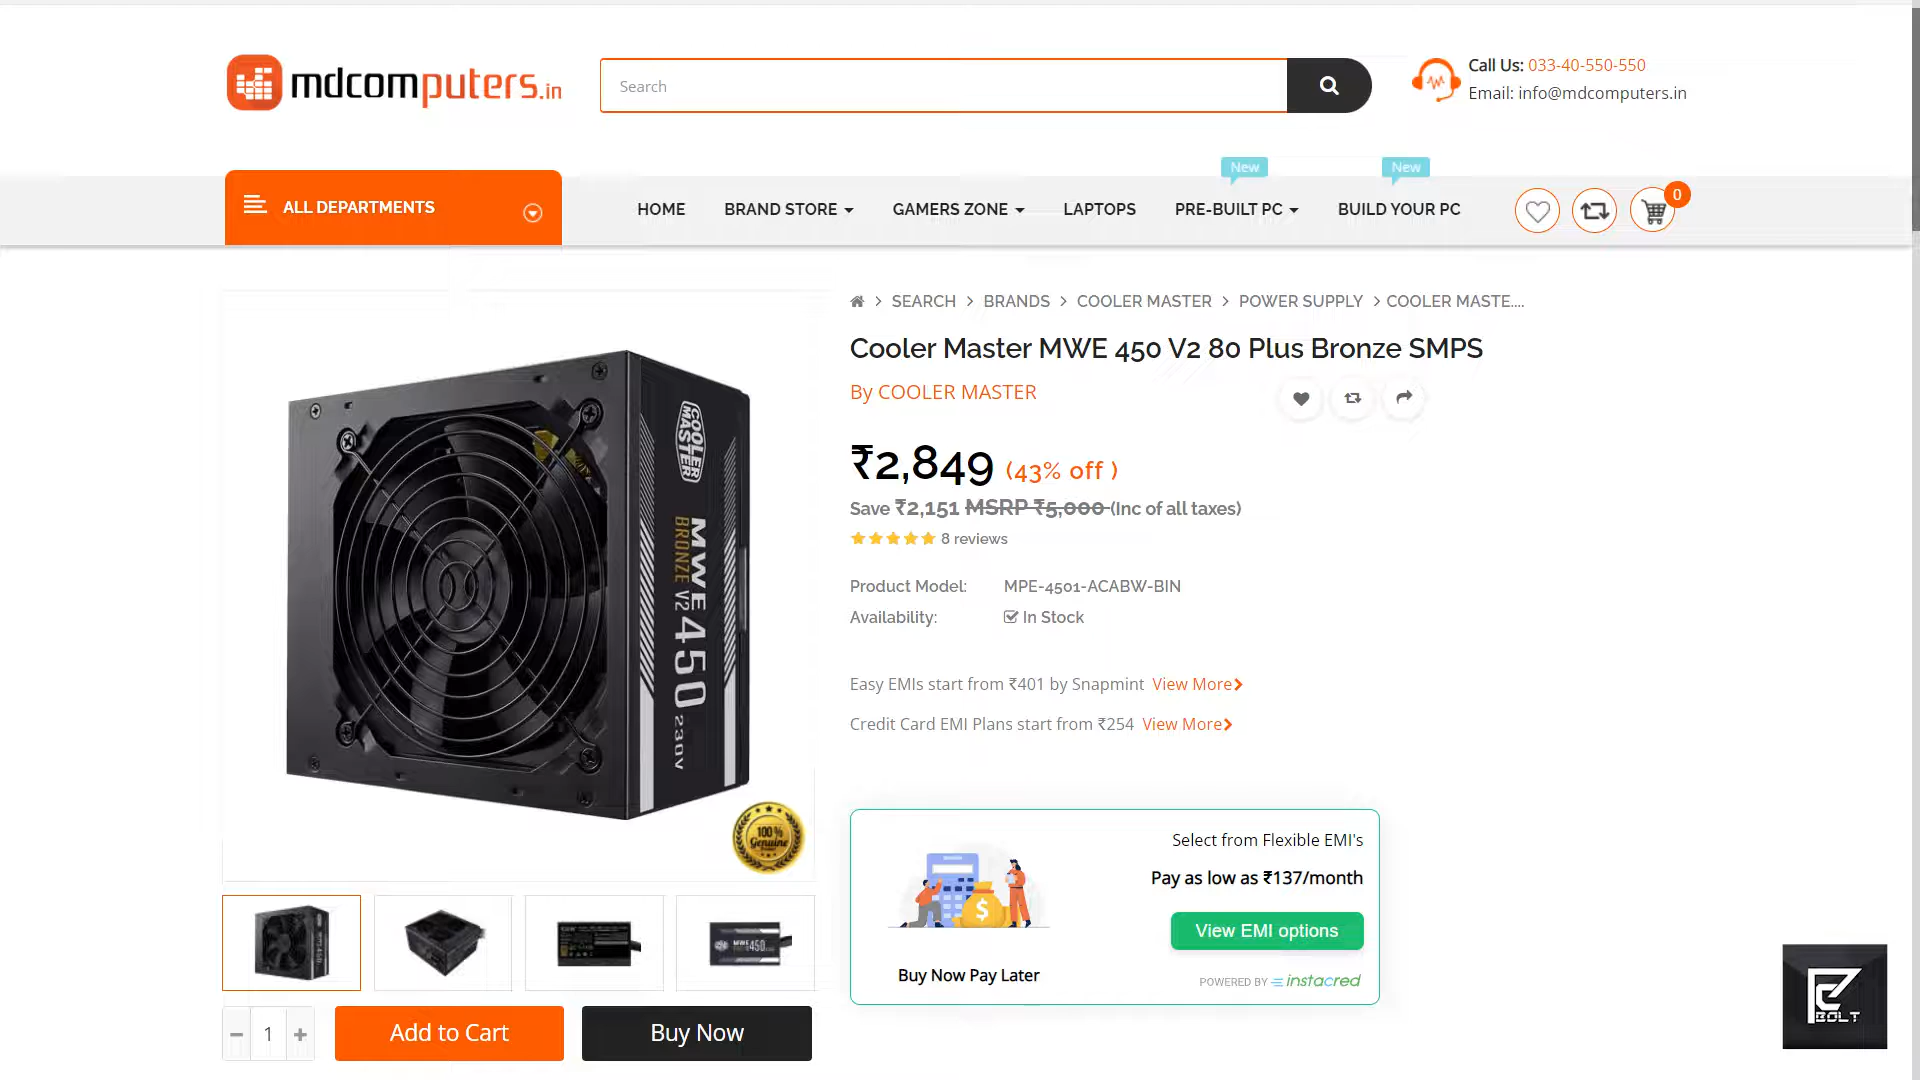 mdcomputers.in
Search
Call Us: 033-40-550-550
Email: info@mdcomputers.in
ALL DEPARTMENTS
HOME
BRAND STORE
GAMERS ZONE
LAPTOPS
New
PRE-BUILT PC
New
BUILD YOUR PC
0
SEARCH > BRANDS > COOLER MASTER > POWER SUPPLY > COOLER MASTE....
Cooler Master MWE 450 V2 80 Plus Bronze SMPS
By COOLER MASTER
₹2,849 (43% off )
Save ₹2,151 MSRP ₹5,000 (Inc of all taxes)
8 reviews
Product Model: MPE-4501-ACABW-BIN
Availability: In Stock
Easy EMIs start from ₹401 by Snapmint View More
Credit Card EMI Plans start from ₹254 View More
COOLER
MASTER
MWE 450 230V
BRONZE V2
100%
Genuine
Select from Flexible EMI's
Pay as low as ₹137/month
View EMI options
Buy Now Pay Later
POWERED BY instacred
MWE 450
1
Add to Cart
Buy Now
BOLT